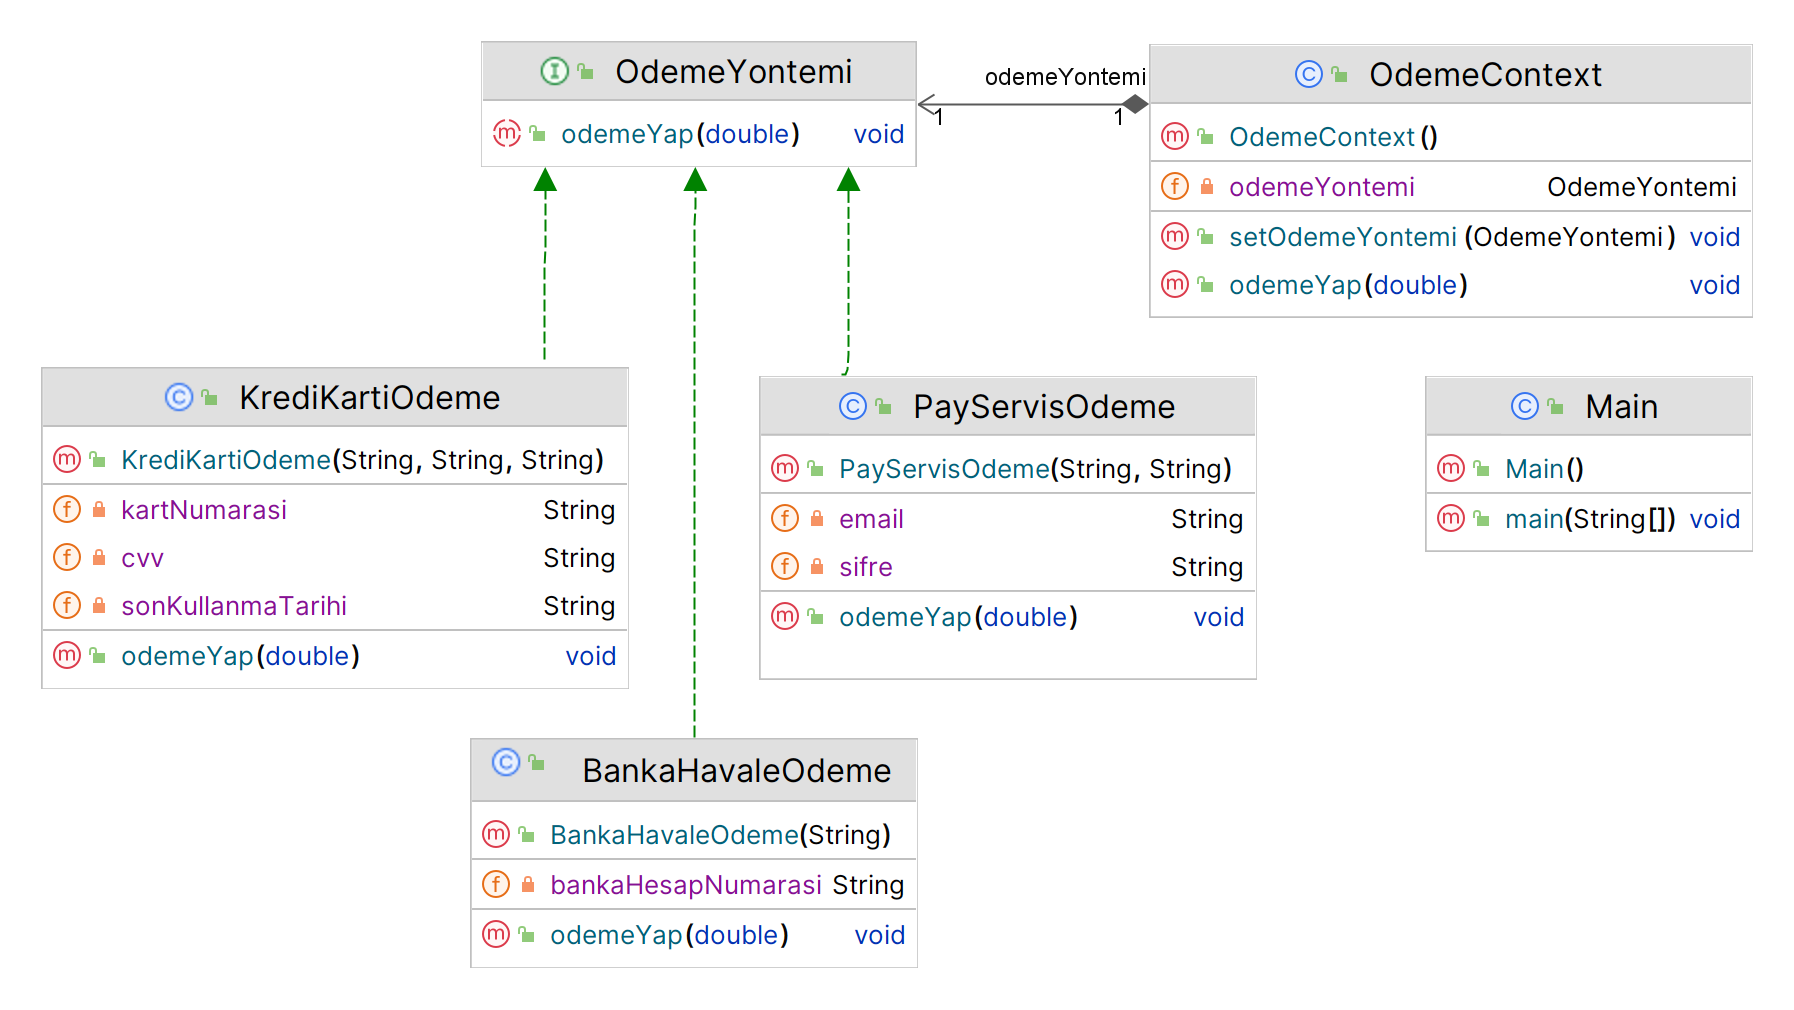 OdemeYontemi
odemeYap(double) void
odemeYontemi
1
1
OdemeContext
OdemeContext()
odemeYontemi OdemeYontemi
setOdemeYontemi(OdemeYontemi) void
odemeYap(double) void
KrediKartiOdeme
KrediKartiOdeme(String, String, String)
kartNumarasi String
cvv String
sonKullanmaTarihi String
odemeYap(double) void
PayServisOdeme
PayServisOdeme(String, String)
email String
sifre String
odemeYap(double) void
Main
Main()
main(String[]) void
BankaHavaleOdeme
BankaHavaleOdeme(String)
bankaHesapNumarasi String
odemeYap(double) void